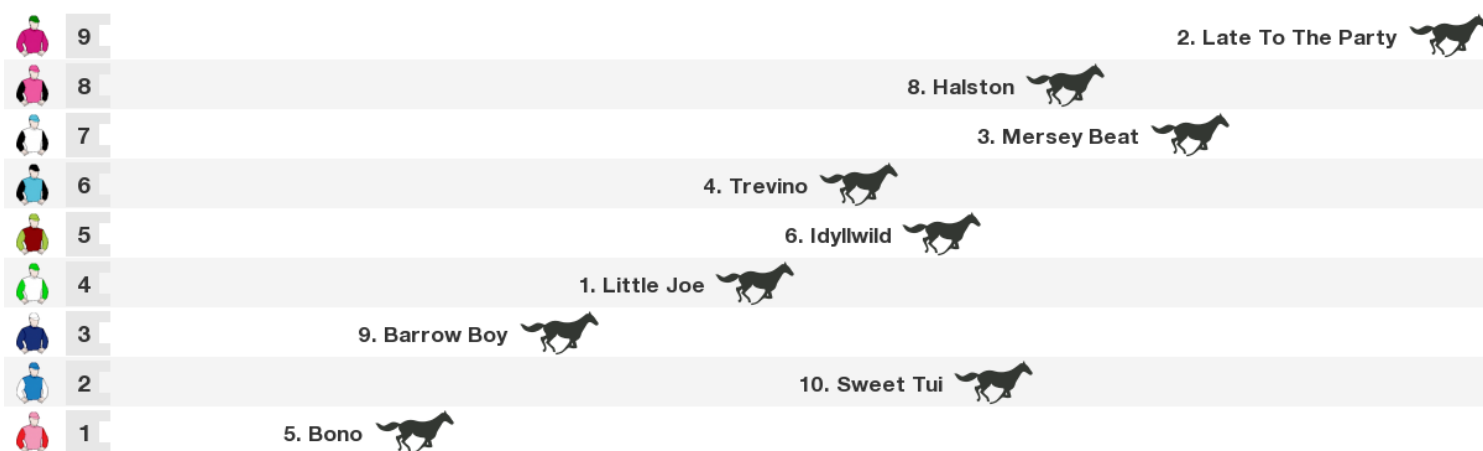 9 2. Late To The Party
8 8. Halston
7 3. Mersey Beat
6 4. Trevino
5 6. Idyllwild
4 1. Little Joe
3 9. Barrow Boy
2 10. Sweet Tui
1 5. Bono